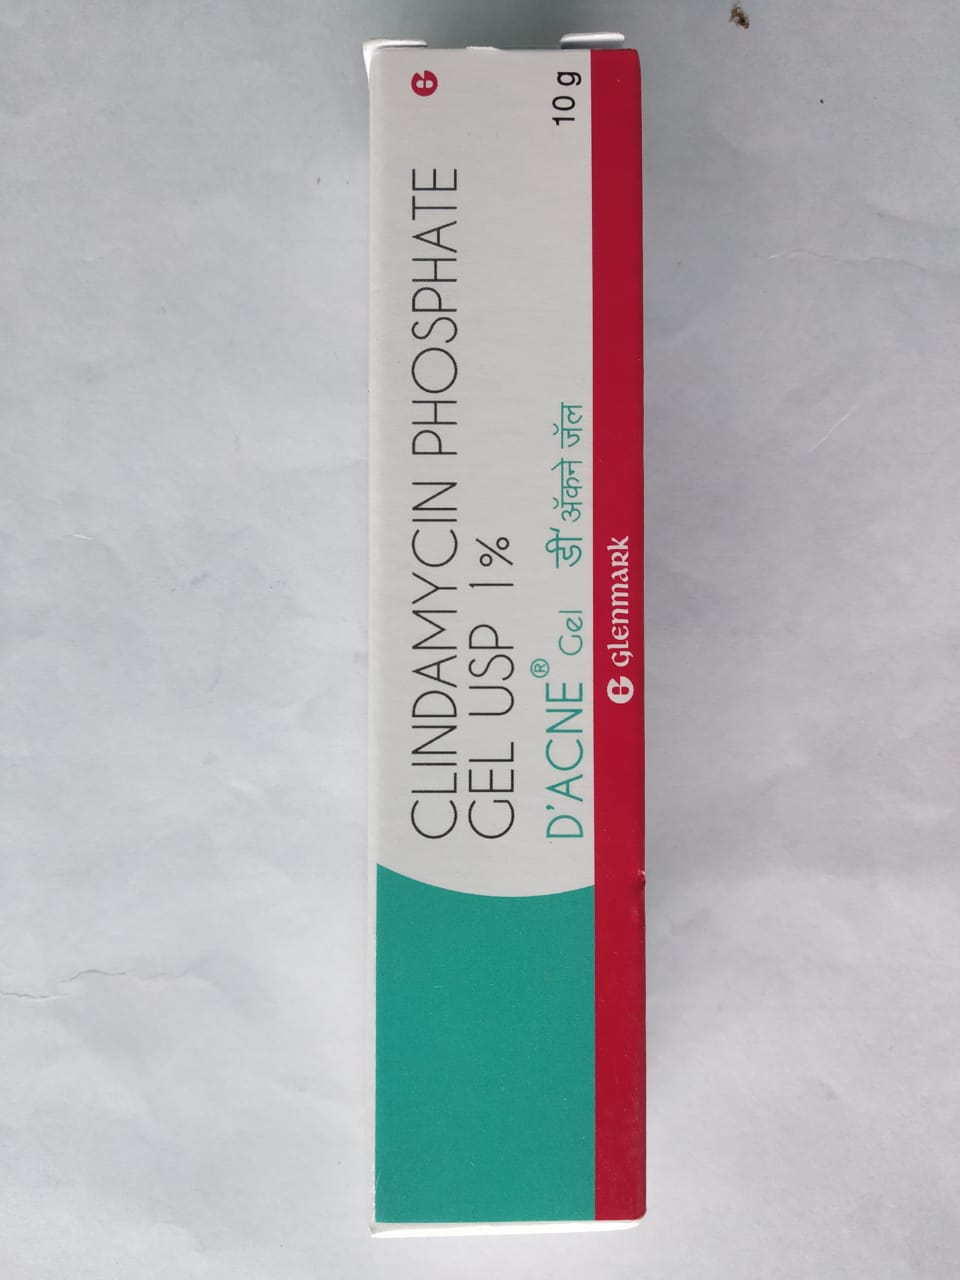 CLINDAMYCIN PHOSPHATE
GEL USP 1%
10 g
D'ACNE® Gel डी'अॅकने जॅल
Glenmark